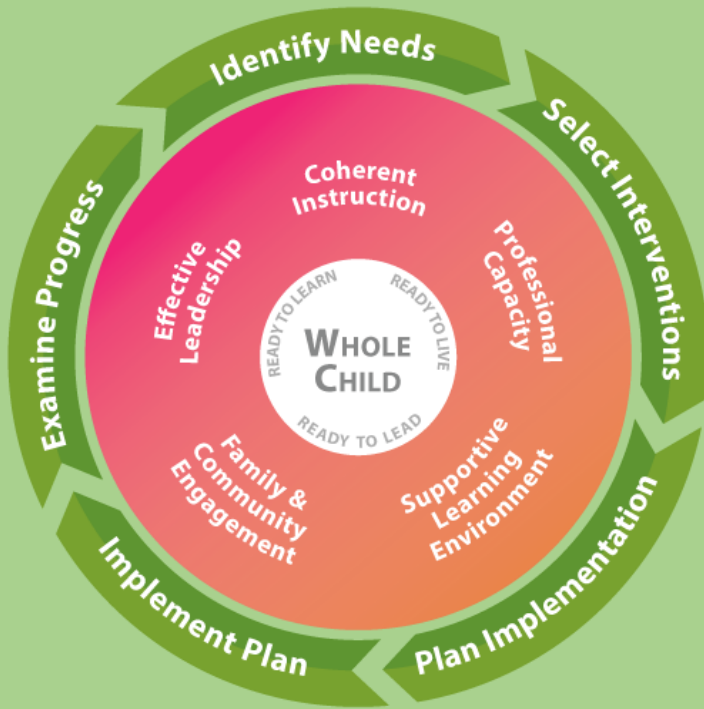 Identify Needs
Select Interventions
Plan Implementation
Implement Plan
Examine Progress
Coherent
Instruction
Professional
Capacity
Supportive
Learning
Environment
Family &
Community
Engagement
Effective
Leadership
READY TO LEARN
READY TO LIVE
READY TO LEAD
WHOLE
CHILD